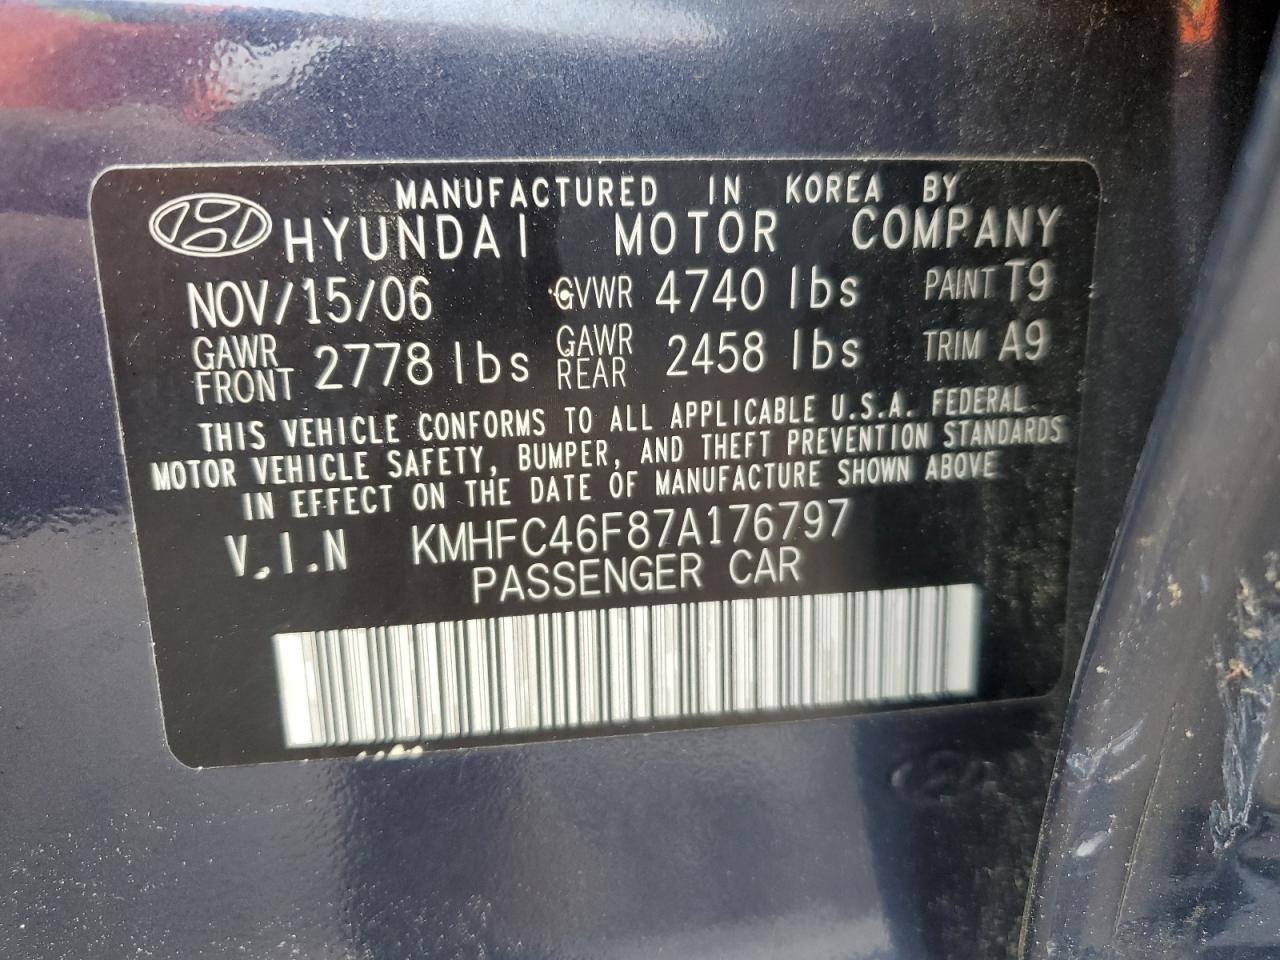 MANUFACTURED IN KOREA BY
HYUNDAI MOTOR COMPANY
NOV/15/06 GVWR 4740 lbs PAINT T9
GAWR FRONT 2778 lbs GAWR REAR 2458 lbs TRIM A9
THIS VEHICLE CONFORMS TO ALL APPLICABLE U.S.A. FEDERAL
MOTOR VEHICLE SAFETY, BUMPER, AND THEFT PREVENTION STANDARDS
IN EFFECT ON THE DATE OF MANUFACTURE SHOWN ABOVE
V.I.N KMHFC46F87A176797
PASSENGER CAR